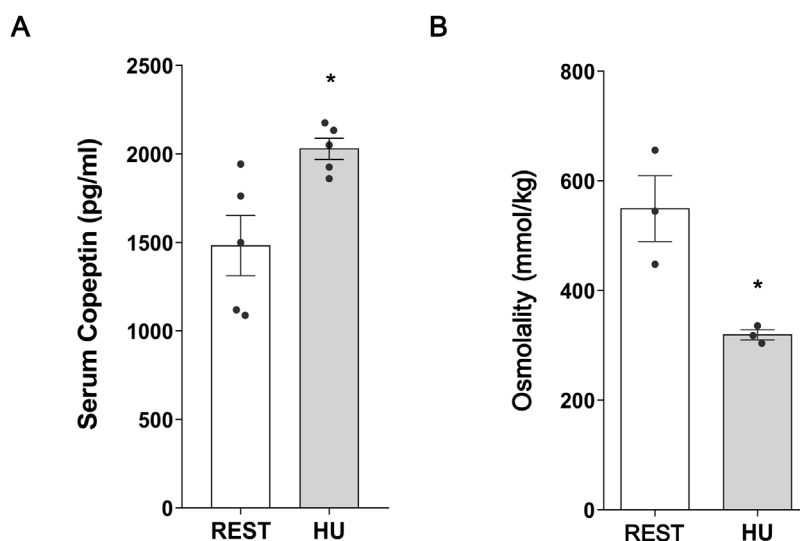 A
Serum Copeptin (pg/ml)
2500
2000
1500
1000
500
0
*
REST HU
B
Osmolality (mmol/kg)
800
600
400
200
0
*
REST HU